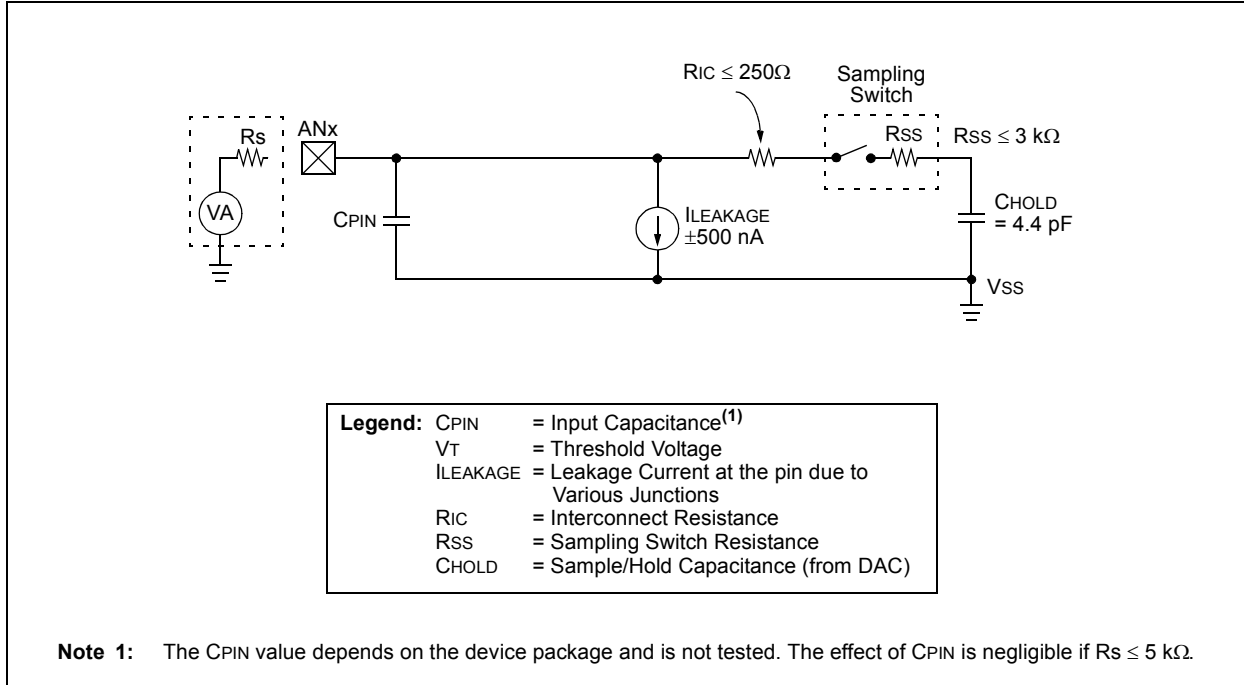 RIC ≤ 250Ω
Sampling
Switch
Rs
ANx
RSS
RSS ≤ 3 kΩ
VA
CPIN
ILEAKAGE
±500 nA
CHOLD
= 4.4 pF
VSS
Legend: CPIN = Input Capacitance(1)
VT = Threshold Voltage
ILEAKAGE = Leakage Current at the pin due to
Various Junctions
RIC = Interconnect Resistance
RSS = Sampling Switch Resistance
CHOLD = Sample/Hold Capacitance (from DAC)
Note 1: The CPIN value depends on the device package and is not tested. The effect of CPIN is negligible if Rs ≤ 5 kΩ.